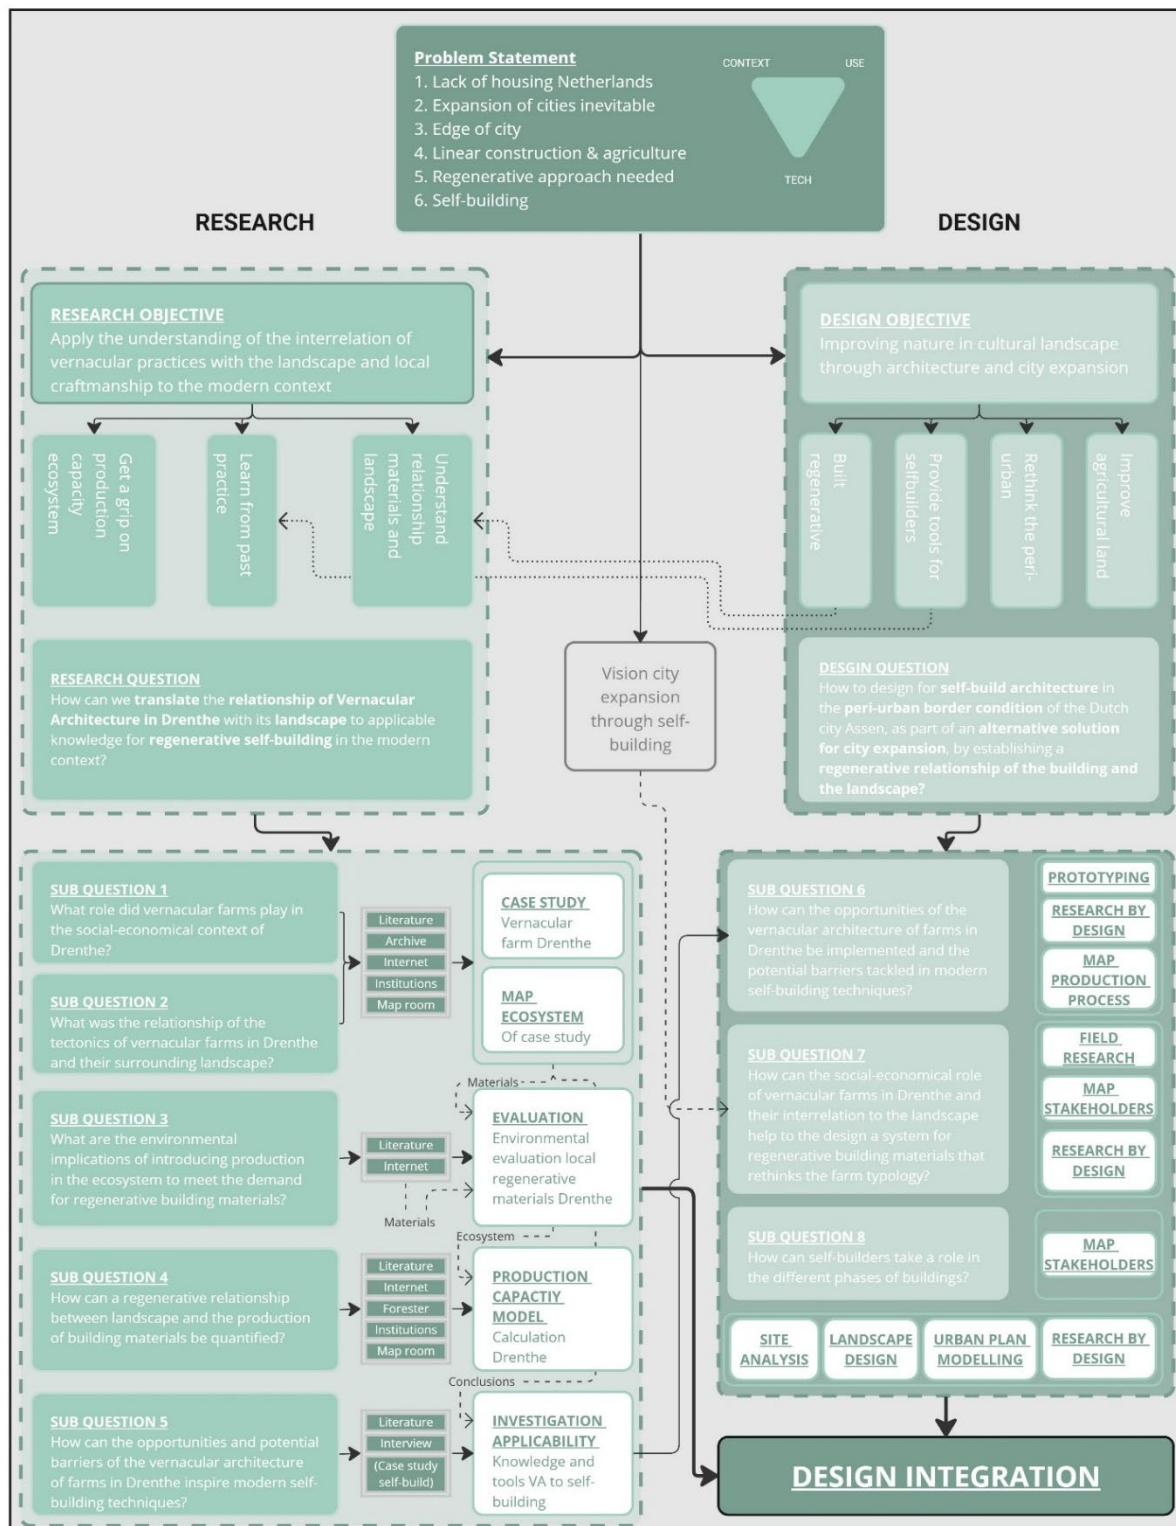 Problem Statement
1. Lack of housing Netherlands
2. Expansion of cities inevitable
3. Edge of city
4. Linear construction & agriculture
5. Regenerative approach needed
6. Self-building
CONTEXT
USE
TECH
RESEARCH
DESIGN
RESEARCH OBJECTIVE
Apply the understanding of the interrelation of
vernacular practices with the landscape and local
craftmanship to the modern context
Get a grip on
production
capacity
ecosystem
Learn from past
practice
Understand
relationship
materials and
landscape
RESEARCH QUESTION
How can we translate the relationship of Vernacular
Architecture in Drenthe with its landscape to applicable
knowledge for regenerative self-building in the modern
context?
Vision city
expansion
through self-
building
DESIGN OBJECTIVE
Improving nature in cultural landscape
through architecture and city expansion
Built
regenerative
Provide tools for
selfbuilders
Rethink the peri-
urban
Improve
agricultural land
DESGIN QUESTION
How to design for self-build architecture in
the peri-urban border condition of the Dutch
city Assen, as part of an alternative solution
for city expansion, by establishing a
regenerative relationship of the building and
the landscape?
SUB QUESTION 1
What role did vernacular farms play in
the social-economical context of
Drenthe?
SUB QUESTION 2
What was the relationship of the
tectonics of vernacular farms in Drenthe
and their surrounding landscape?
Literature
Archive
Internet
Institutions
Map room
CASE STUDY
Vernacular
farm Drenthe
MAP
ECOSYSTEM
Of case study
Materials
SUB QUESTION 3
What are the environmental
implications of introducing production
in the ecosystem to meet the demand
for regenerative building materials?
Literature
Internet
Materials
EVALUATION
Environmental
evaluation local
regenerative
materials Drenthe
Ecosystem
SUB QUESTION 4
How can a regenerative relationship
between landscape and the production
of building materials be quantified?
Literature
Internet
Forester
Institutions
Map room
PRODUCTION
CAPACTIY
MODEL
Calculation
Drenthe
Conclusions
SUB QUESTION 5
How can the opportunities and potential
barriers of the vernacular architecture
of farms in Drenthe inspire modern self-
building techniques?
Literature
Interview
(Case study
self-build)
INVESTIGATION
APPLICABILITY
Knowledge and
tools VA to self-
building
SUB QUESTION 6
How can the opportunities of the
vernacular architecture of farms in
Drenthe be implemented and the
potential barriers tackled in modern
self-building techniques?
PROTOTYPING
RESEARCH BY
DESIGN
MAP
PRODUCTION
PROCESS
SUB QUESTION 7
How can the social-economical role
of vernacular farms in Drenthe and
their interrelation to the landscape
help to the design a system for
regenerative building materials that
rethinks the farm typology?
FIELD
RESEARCH
MAP
STAKEHOLDERS
RESEARCH BY
DESIGN
SUB QUESTION 8
How can self-builders take a role in
the different phases of buildings?
MAP
STAKEHOLDERS
SITE
ANALYSIS
LANDSCAPE
DESIGN
URBAN PLAN
MODELLING
RESEARCH BY
DESIGN
DESIGN INTEGRATION